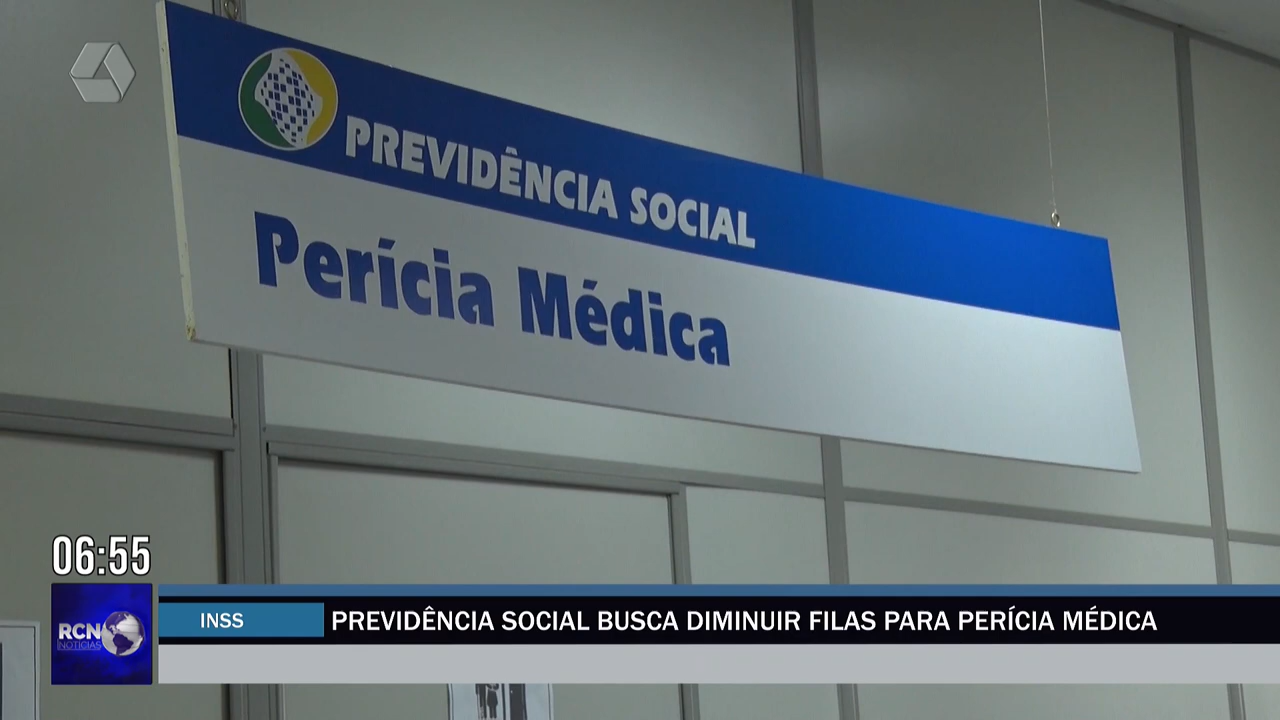 PREVIDÊNCIA SOCIAL
Perícia Médica
06:55
RCN
NOTÍCIAS
INSS
PREVIDÊNCIA SOCIAL BUSCA DIMINUIR FILAS PARA PERÍCIA MÉDICA